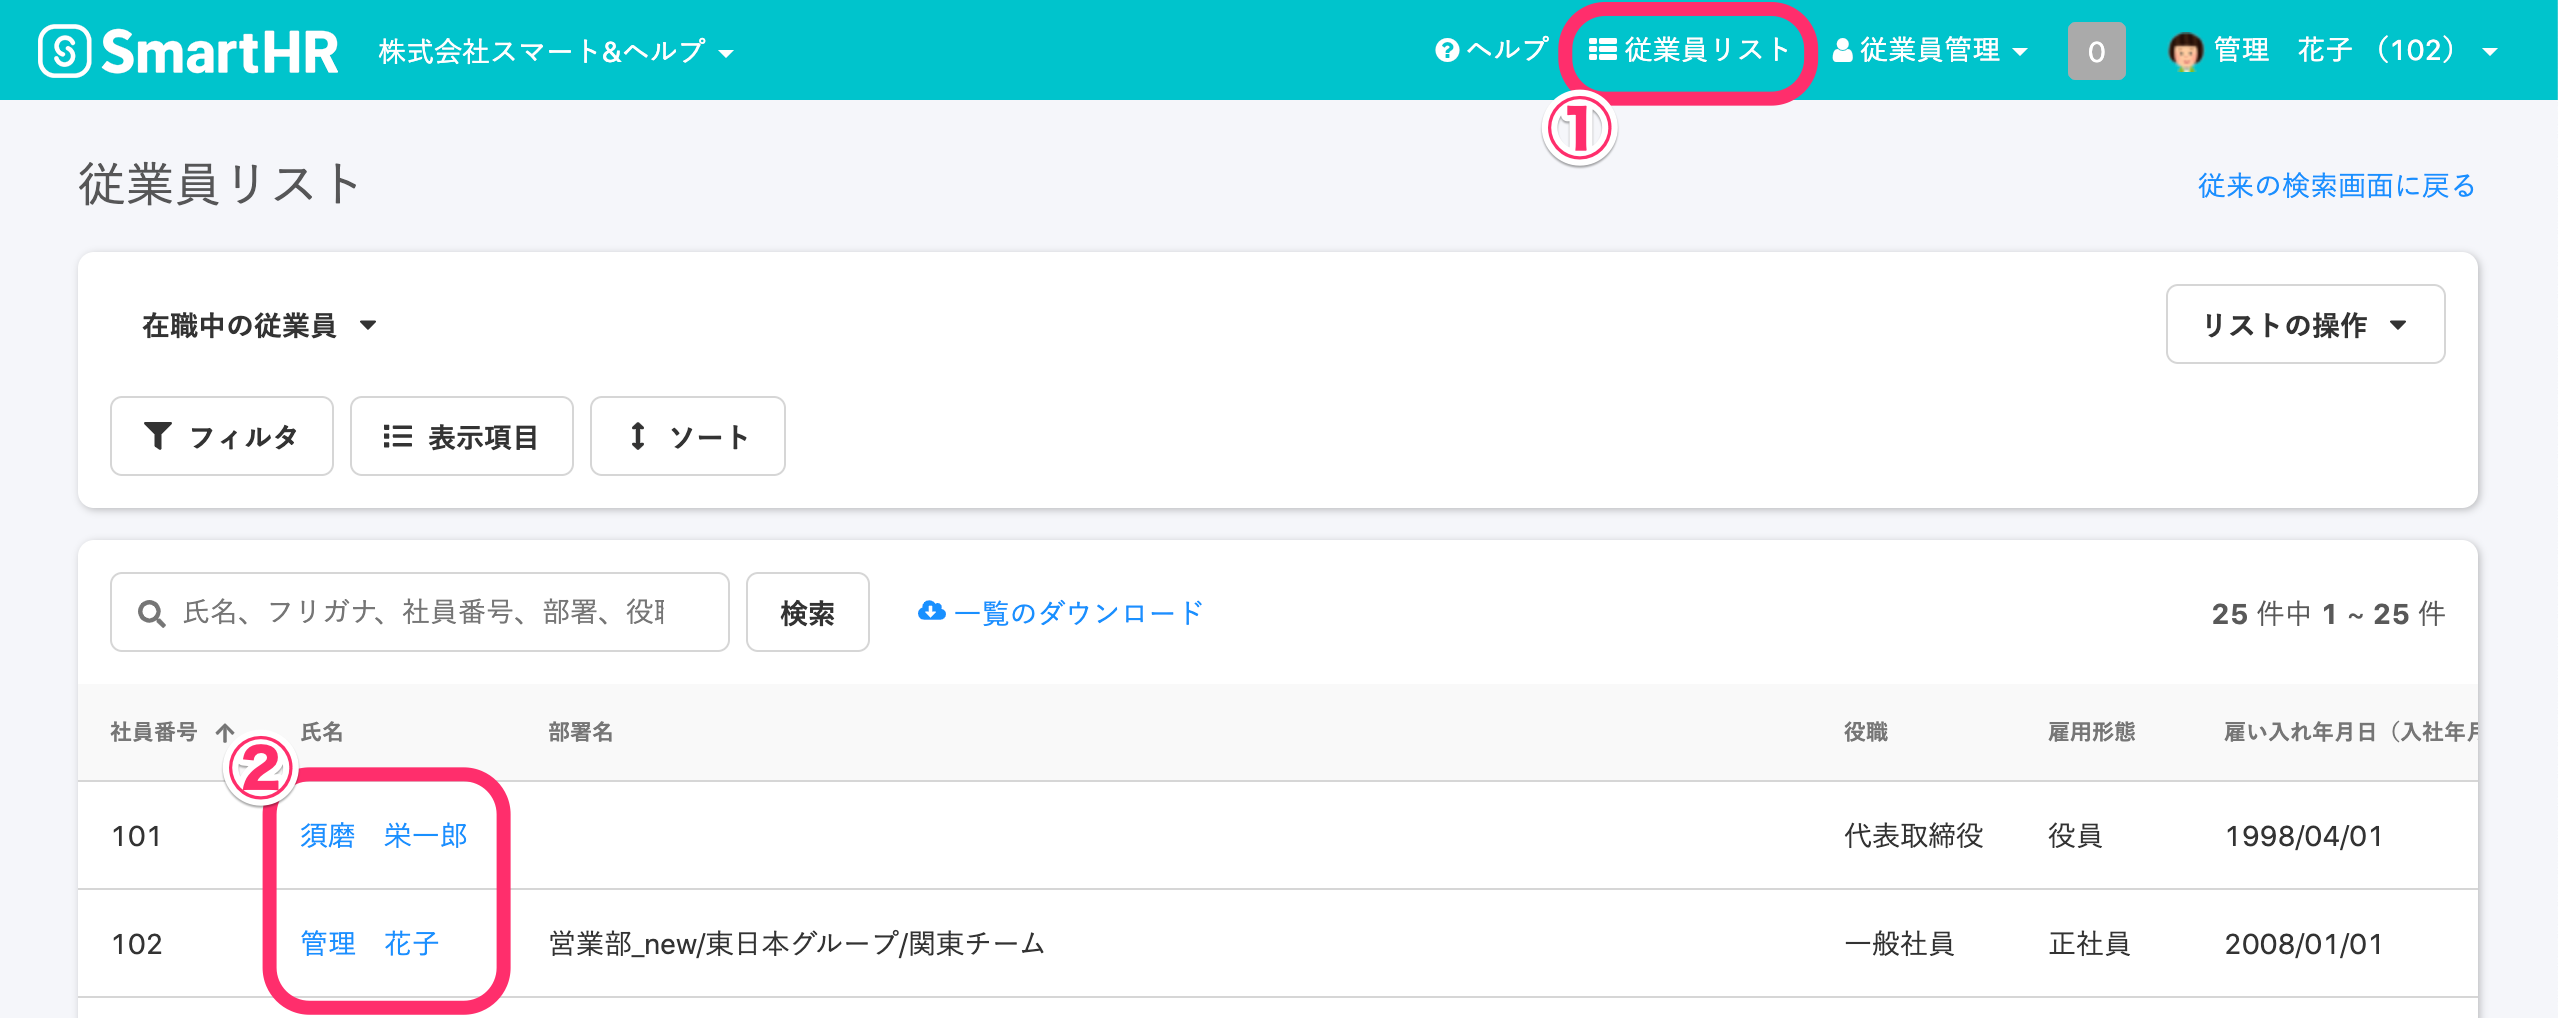 SmartHR 株式会社スマート&ヘルプ ヘルプ 従業員リスト 従業員管理 0 管理　花子（102）
①
従業員リスト 従来の検索画面に戻る
在職中の従業員 リストの操作
フィルタ 表示項目 ソート
氏名、フリガナ、社員番号、部署、役 検索 一覧のダウンロード 25 件中 1 ~ 25 件
社員番号 氏名 部署名 役職 雇用形態 雇い入れ年月日（入社年月
②
101 須磨　栄一郎 代表取締役 役員 1998/04/01
102 管理　花子 営業部_new/東日本グループ/関東チーム 一般社員 正社員 2008/01/01